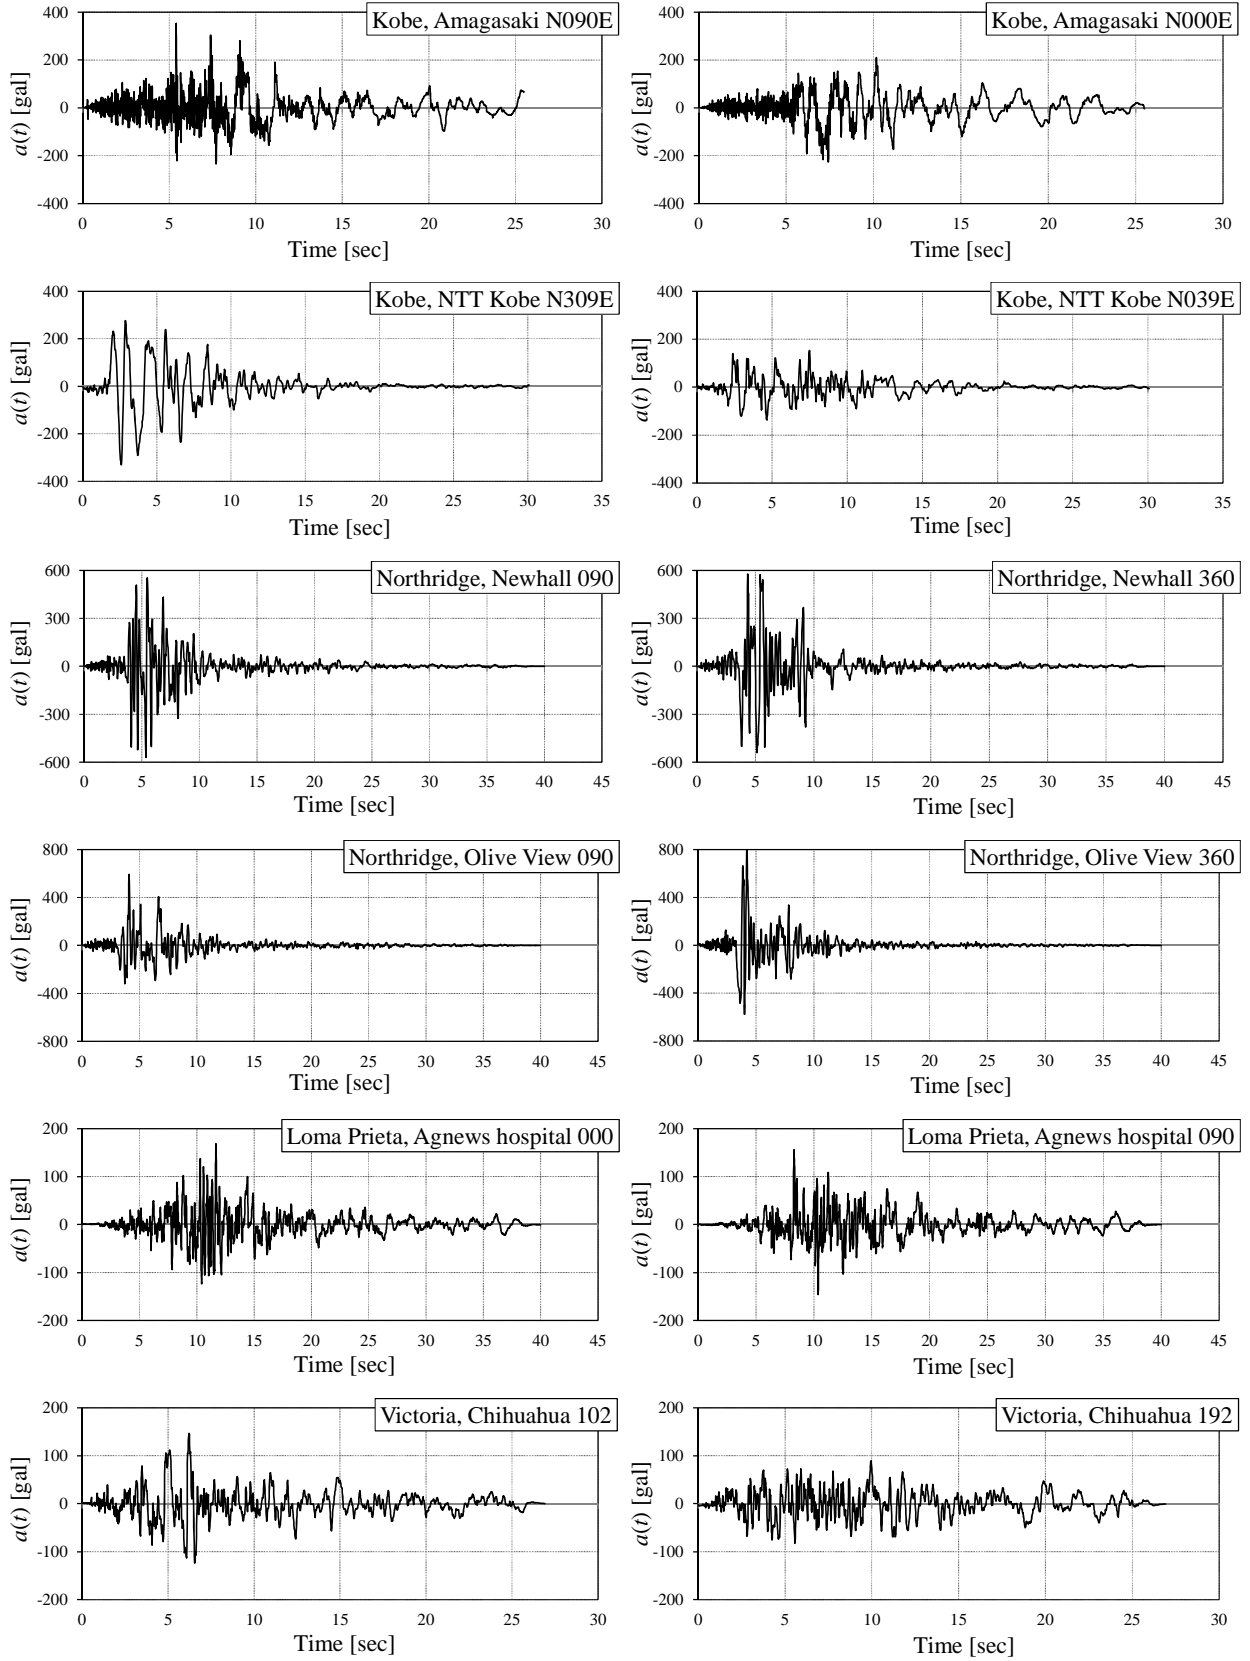 Kobe, Amagasaki N090E
a(t) [gal]
400
200
0
-200
-400
0 5 10 15 20 25 30
Time [sec]
Kobe, Amagasaki N000E
a(t) [gal]
400
200
0
-200
-400
0 5 10 15 20 25 30
Time [sec]
Kobe, NTT Kobe N309E
a(t) [gal]
400
200
0
-200
-400
0 5 10 15 20 25 30 35
Time [sec]
Kobe, NTT Kobe N039E
a(t) [gal]
400
200
0
-200
-400
0 5 10 15 20 25 30 35
Time [sec]
Northridge, Newhall 090
a(t) [gal]
600
300
0
-300
-600
0 5 10 15 20 25 30 35 40 45
Time [sec]
Northridge, Newhall 360
a(t) [gal]
600
300
0
-300
-600
0 5 10 15 20 25 30 35 40 45
Time [sec]
Northridge, Olive View 090
a(t) [gal]
800
400
0
-400
-800
0 5 10 15 20 25 30 35 40 45
Time [sec]
Northridge, Olive View 360
a(t) [gal]
800
400
0
-400
-800
0 5 10 15 20 25 30 35 40 45
Time [sec]
Loma Prieta, Agnews hospital 000
a(t) [gal]
200
100
0
-100
-200
0 5 10 15 20 25 30 35 40 45
Time [sec]
Loma Prieta, Agnews hospital 090
a(t) [gal]
200
100
0
-100
-200
0 5 10 15 20 25 30 35 40 45
Time [sec]
Victoria, Chihuahua 102
a(t) [gal]
200
100
0
-100
-200
0 5 10 15 20 25 30
Time [sec]
Victoria, Chihuahua 192
a(t) [gal]
200
100
0
-100
-200
0 5 10 15 20 25 30
Time [sec]